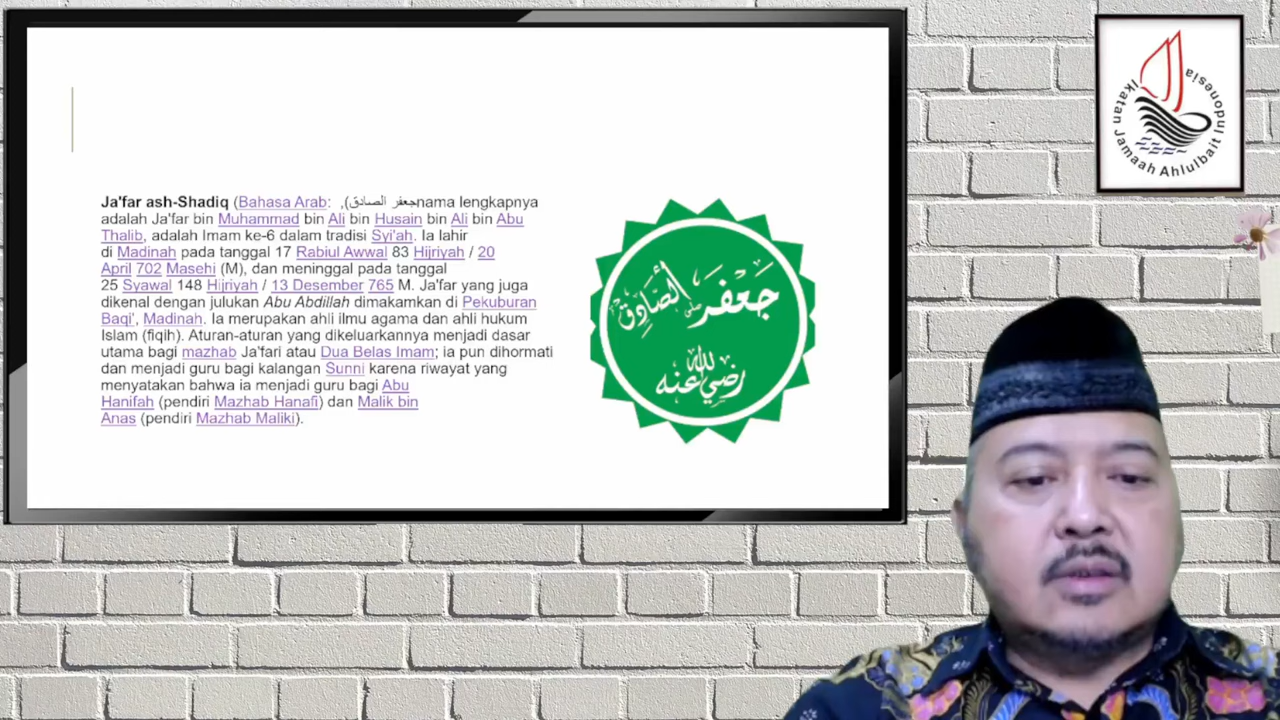 Ja'far ash-Shadiq (Bahasa Arab: ,(جعفر الصادقnama lengkapnya
adalah Ja'far bin Muhammad bin Ali bin Husain bin Ali bin Abu
Thalib, adalah Imam ke-6 dalam tradisi Syi'ah. Ia lahir
di Madinah pada tanggal 17 Rabiul Awwal 83 Hijriyah / 20
April 702 Masehi (M), dan meninggal pada tanggal
25 Syawal 148 Hijriyah / 13 Desember 765 M. Ja'far yang juga
dikenal dengan julukan Abu Abdillah dimakamkan di Pekuburan
Baqi', Madinah. Ia merupakan ahli ilmu agama dan ahli hukum
Islam (fiqih). Aturan-aturan yang dikeluarkannya menjadi dasar
utama bagi mazhab Ja'fari atau Dua Belas Imam; ia pun dihormati
dan menjadi guru bagi kalangan Sunni karena riwayat yang
menyatakan bahwa ia menjadi guru bagi Abu
Hanifah (pendiri Mazhab Hanafi) dan Malik bin
Anas (pendiri Mazhab Maliki).
جَعْفَر الصَّادِق
رضي الله عنه
Ikatan Jamaah Ahlulbait Indonesia